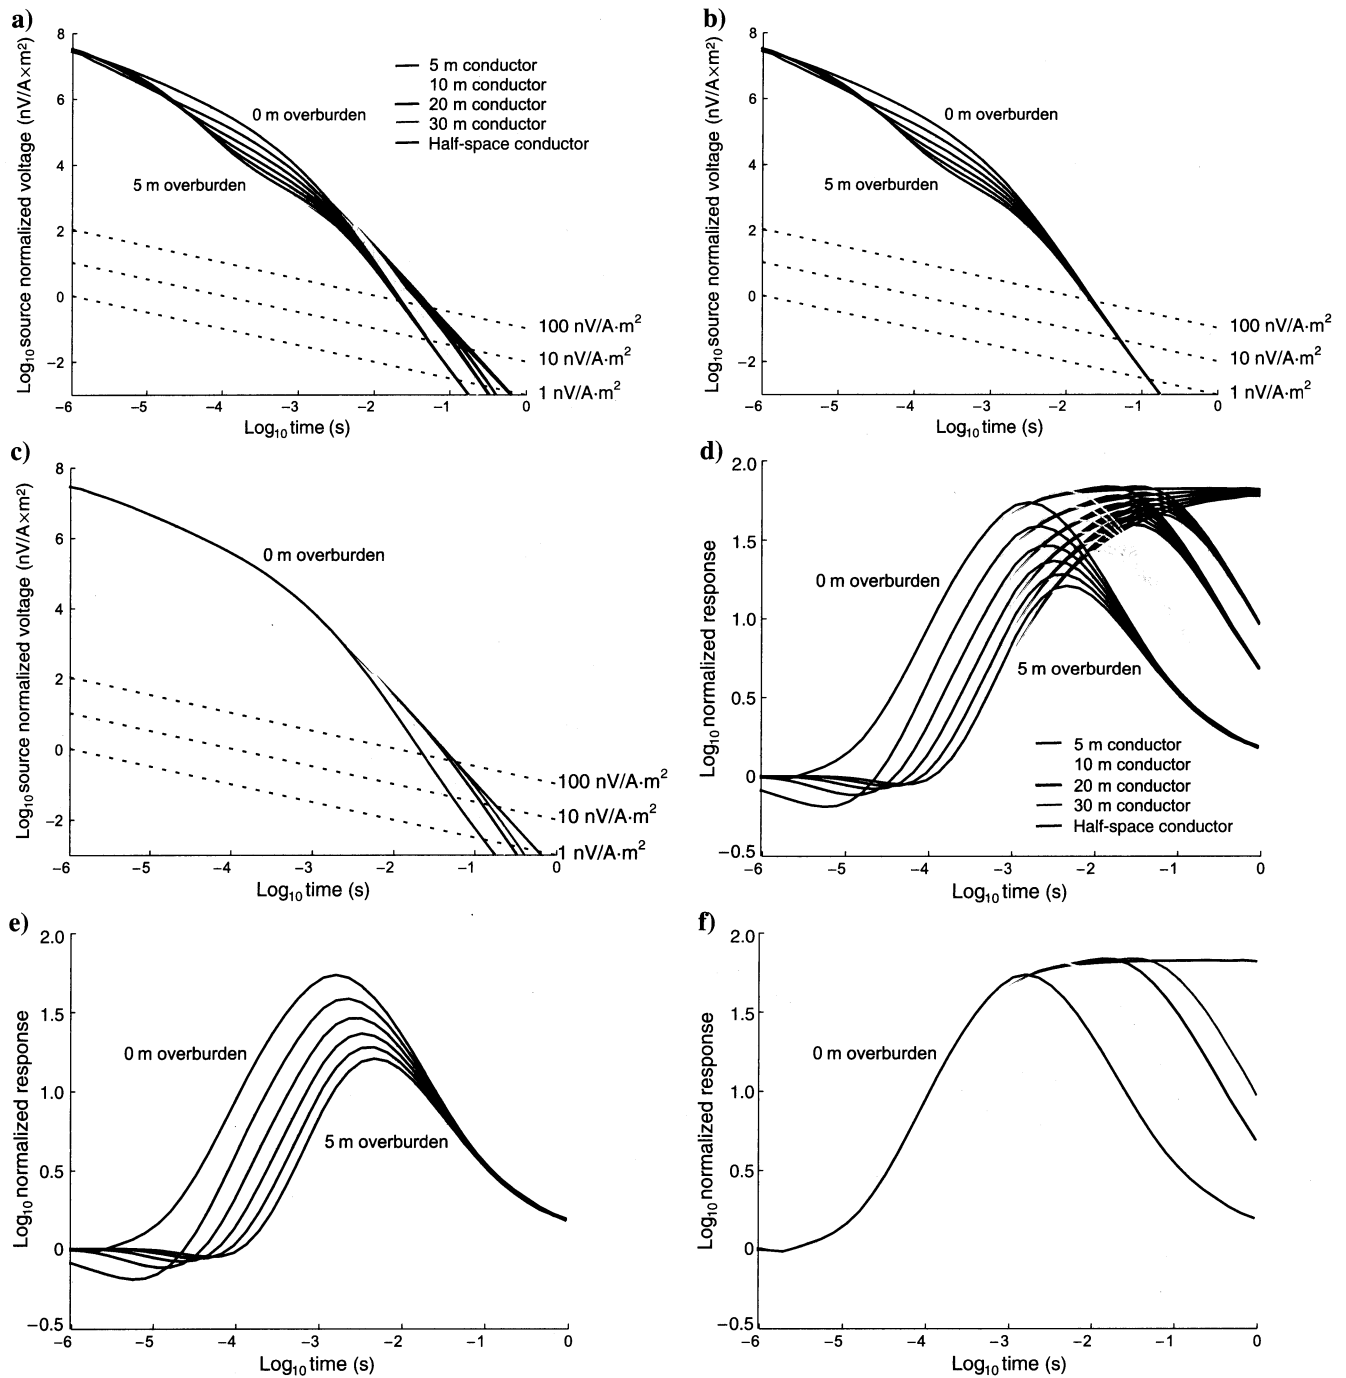 a)
Log10 source normalized voltage (nV/A×m2)
8
6
4
2
0
−2
−6
−5
−4
−3
−2
−1
0
Log10 time (s)
0 m overburden
5 m overburden
5 m conductor
10 m conductor
20 m conductor
30 m conductor
Half-space conductor
100 nV/A·m2
10 nV/A·m2
1 nV/A·m2
b)
Log10 source normalized voltage (nV/A×m2)
8
6
4
2
0
−2
−6
−5
−4
−3
−2
−1
0
Log10 time (s)
0 m overburden
5 m overburden
100 nV/A·m2
10 nV/A·m2
1 nV/A·m2
c)
Log10 source normalized voltage (nV/A×m2)
8
6
4
2
0
−2
−6
−5
−4
−3
−2
−1
0
Log10 time (s)
0 m overburden
100 nV/A·m2
10 nV/A·m2
1 nV/A·m2
d)
Log10 normalized response
2.0
1.5
1.0
0.5
0
−0.5
−6
−5
−4
−3
−2
−1
0
Log10 time (s)
0 m overburden
5 m overburden
5 m conductor
10 m conductor
20 m conductor
30 m conductor
Half-space conductor
e)
Log10 normalized response
2.0
1.5
1.0
0.5
0
−0.5
−6
−5
−4
−3
−2
−1
0
Log10 time (s)
0 m overburden
5 m overburden
f)
Log10 normalized response
2.0
1.5
1.0
0.5
0
−0.5
−6
−5
−4
−3
−2
−1
0
Log10 time (s)
0 m overburden